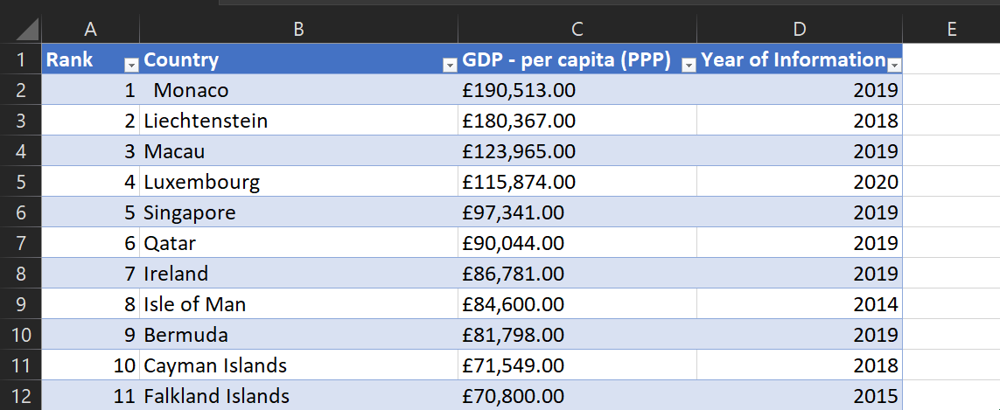 A B C D E
1 Rank Country GDP - per capita (PPP) Year of Information
2 1 Monaco £190,513.00 2019
3 2 Liechtenstein £180,367.00 2018
4 3 Macau £123,965.00 2019
5 4 Luxembourg £115,874.00 2020
6 5 Singapore £97,341.00 2019
7 6 Qatar £90,044.00 2019
8 7 Ireland £86,781.00 2019
9 8 Isle of Man £84,600.00 2014
10 9 Bermuda £81,798.00 2019
11 10 Cayman Islands £71,549.00 2018
12 11 Falkland Islands £70,800.00 2015